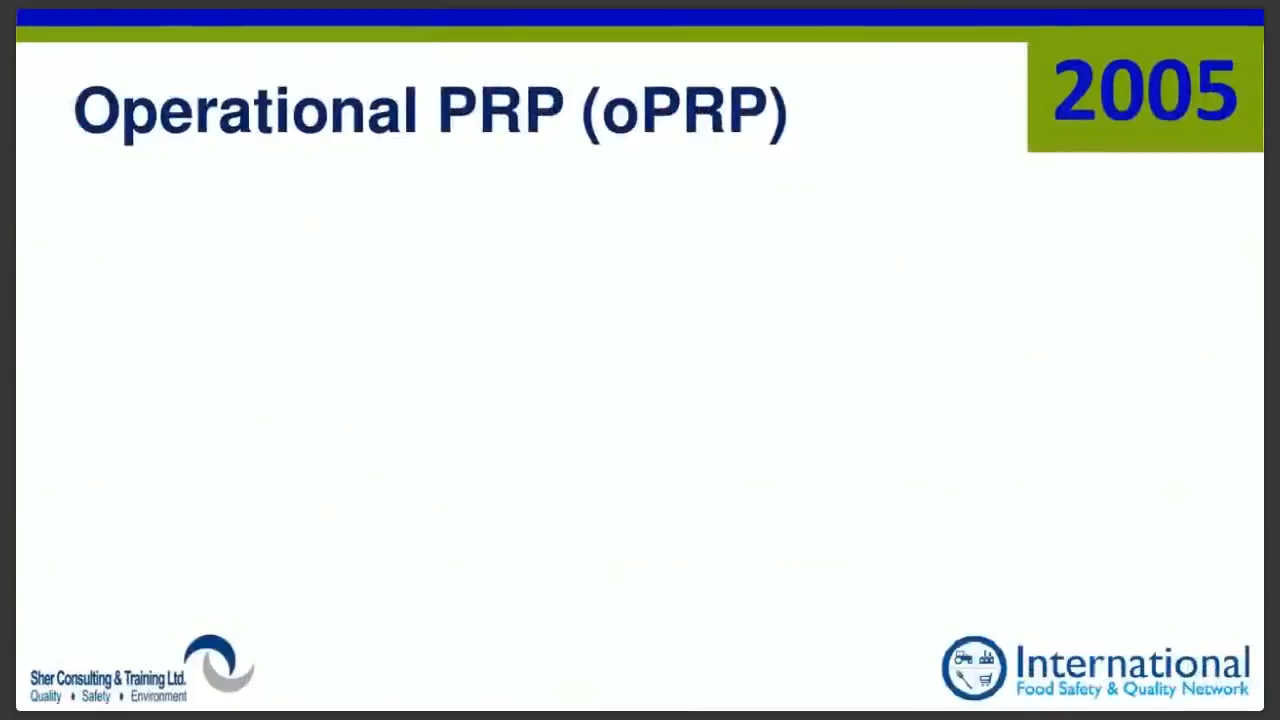 2005
Operational PRP (oPRP)
Sher Consulting & Training Ltd.
Quality ♦ Safety ♦ Environment
International
Food Safety & Quality Network